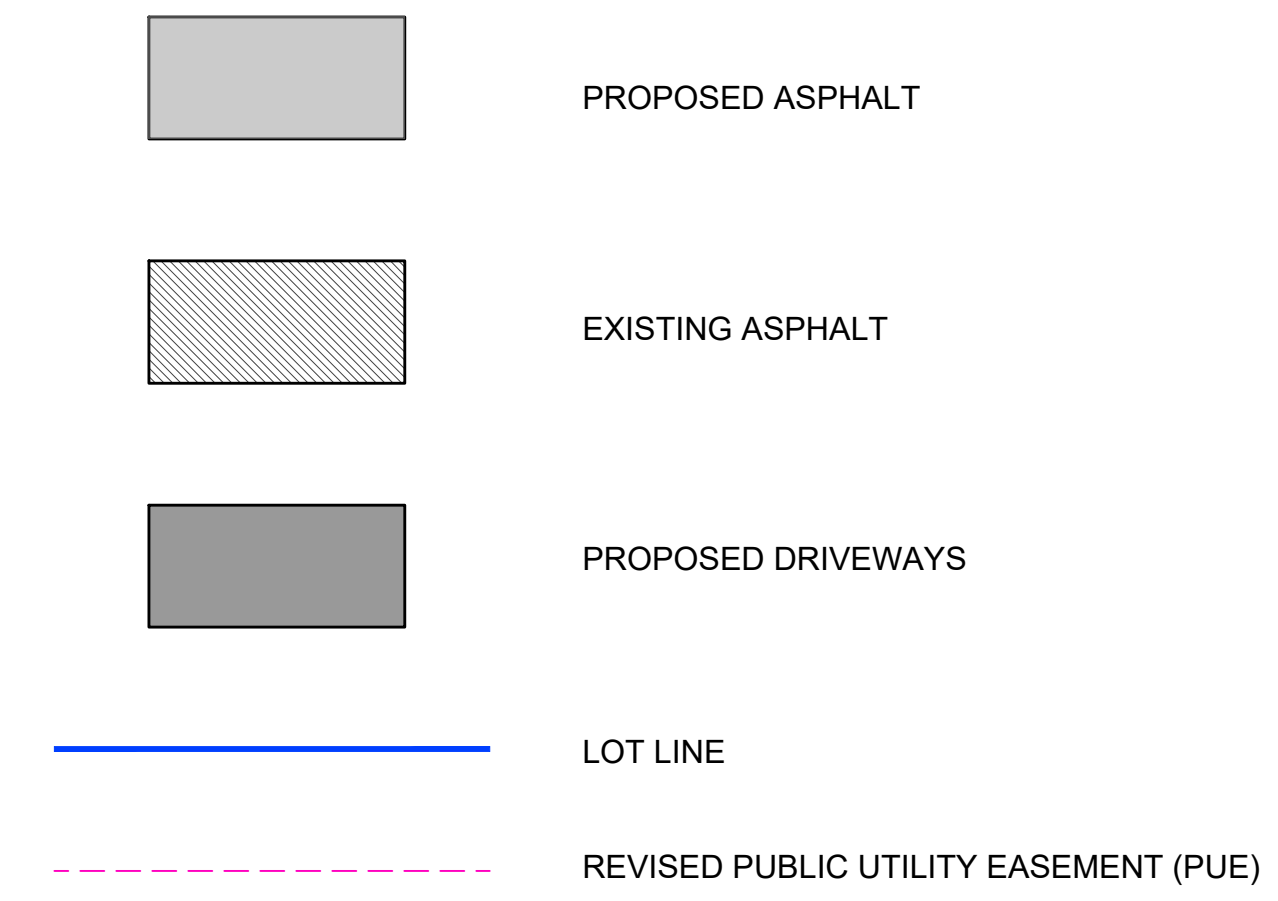 PROPOSED ASPHALT
EXISTING ASPHALT
PROPOSED DRIVEWAYS
LOT LINE
REVISED PUBLIC UTILITY EASEMENT (PUE)